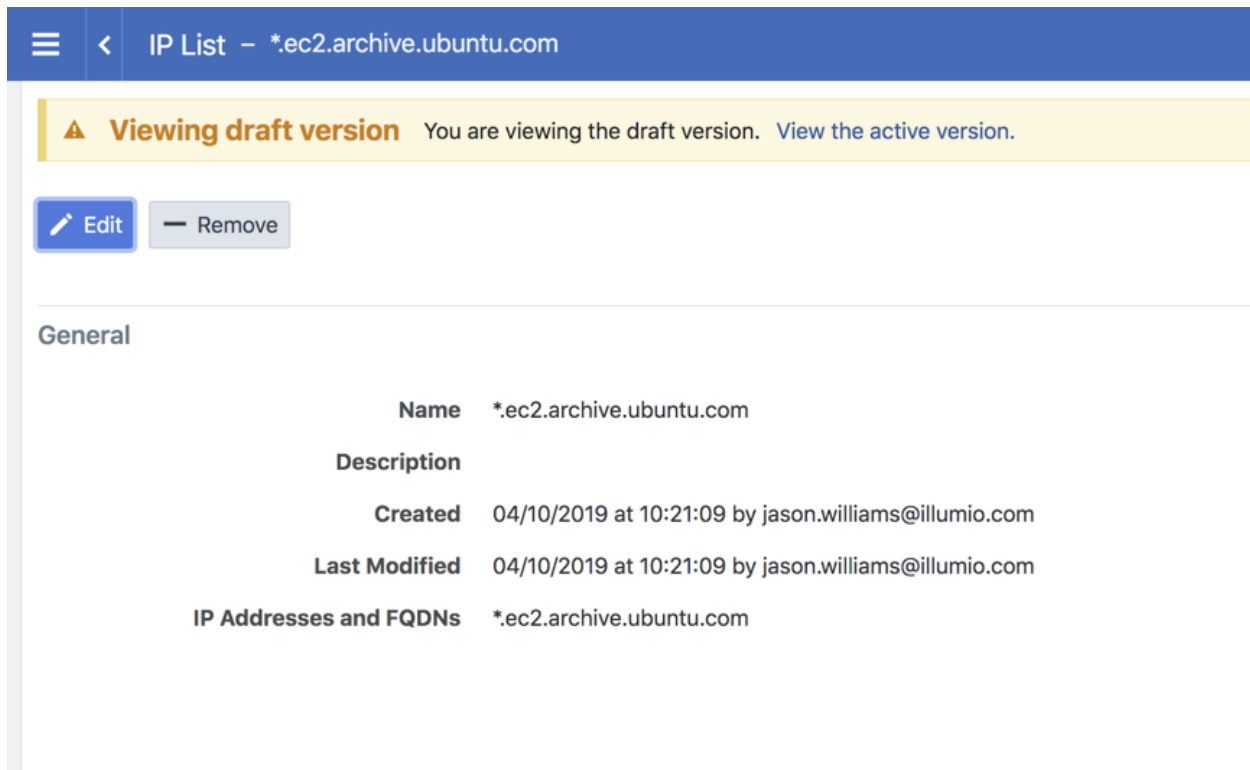 IP List – *.ec2.archive.ubuntu.com
Viewing draft version You are viewing the draft version. View the active version.
Edit Remove
General
Name *.ec2.archive.ubuntu.com
Description
Created 04/10/2019 at 10:21:09 by jason.williams@illumio.com
Last Modified 04/10/2019 at 10:21:09 by jason.williams@illumio.com
IP Addresses and FQDNs *.ec2.archive.ubuntu.com